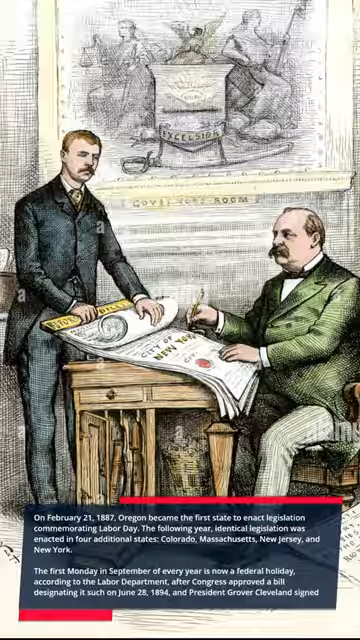 EXCELSIOR
GOVERNOR'S ROOM
CITY OF
NEW YORK
On February 21, 1887, Oregon became the first state to enact legislation
commemorating Labor Day. The following year, identical legislation was
enacted in four additional states: Colorado, Massachusetts, New Jersey, and
New York.
The first Monday in September of every year is now a federal holiday,
according to the Labor Department, after Congress approved a bill
designating it such on June 28, 1894, and President Grover Cleveland signed